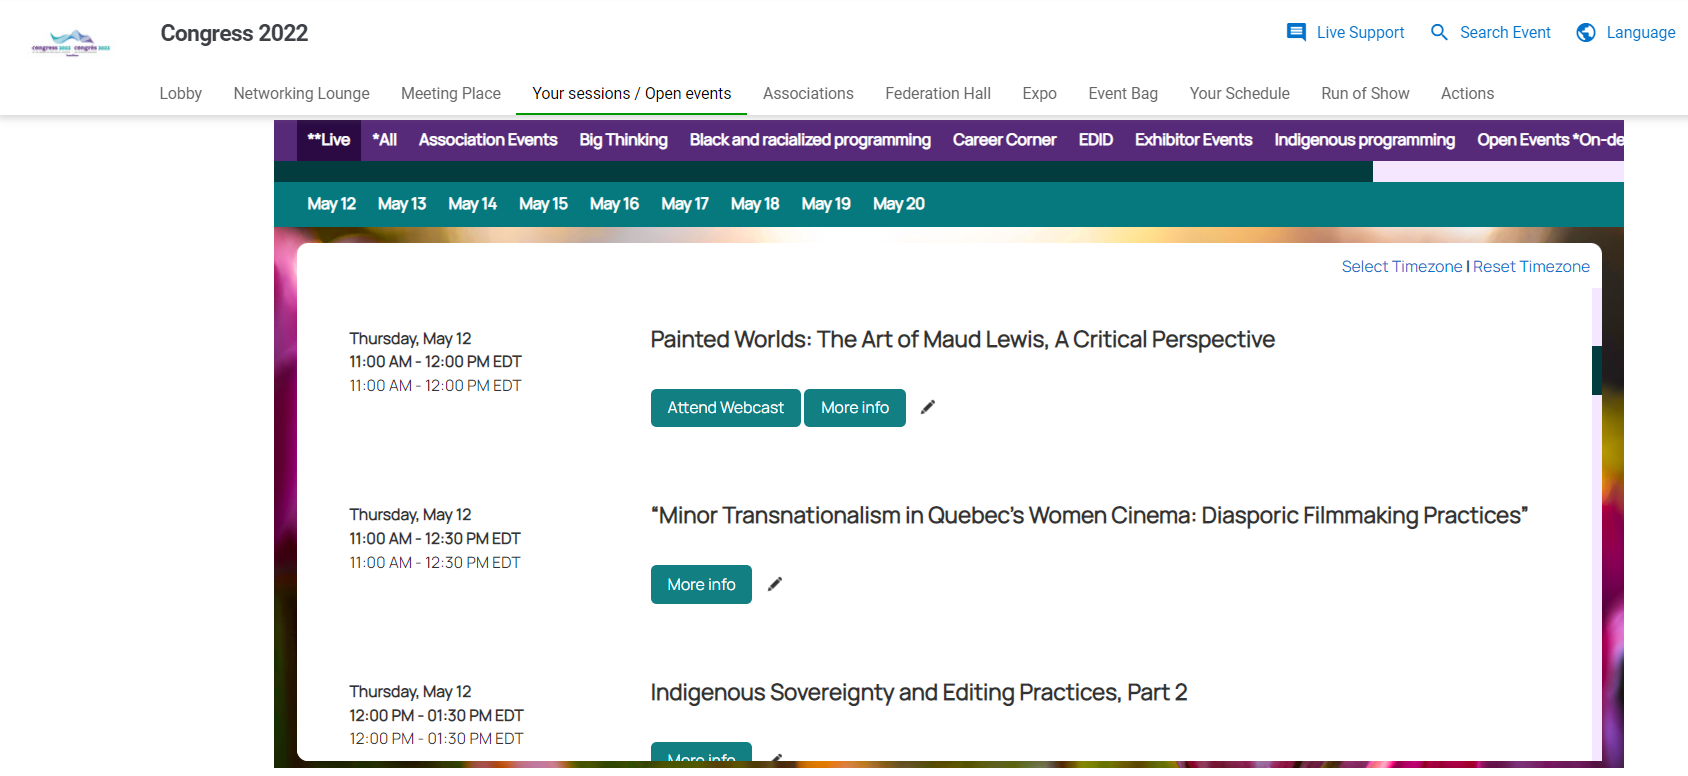 congress 2022 congrès 2022
Congress 2022
Live Support
Search Event
Language
Lobby
Networking Lounge
Meeting Place
Your sessions / Open events
Associations
Federation Hall
Expo
Event Bag
Your Schedule
Run of Show
Actions
**Live
*All
Association Events
Big Thinking
Black and racialized programming
Career Corner
EDID
Exhibitor Events
Indigenous programming
Open Events *On-de
May 12
May 13
May 14
May 15
May 16
May 17
May 18
May 19
May 20
Select Timezone | Reset Timezone
Thursday, May 12
11:00 AM - 12:00 PM EDT
11:00 AM - 12:00 PM EDT
Painted Worlds: The Art of Maud Lewis, A Critical Perspective
Attend Webcast
More info
Thursday, May 12
11:00 AM - 12:30 PM EDT
11:00 AM - 12:30 PM EDT
“Minor Transnationalism in Quebec’s Women Cinema: Diasporic Filmmaking Practices”
More info
Thursday, May 12
12:00 PM - 01:30 PM EDT
12:00 PM - 01:30 PM EDT
Indigenous Sovereignty and Editing Practices, Part 2
More info